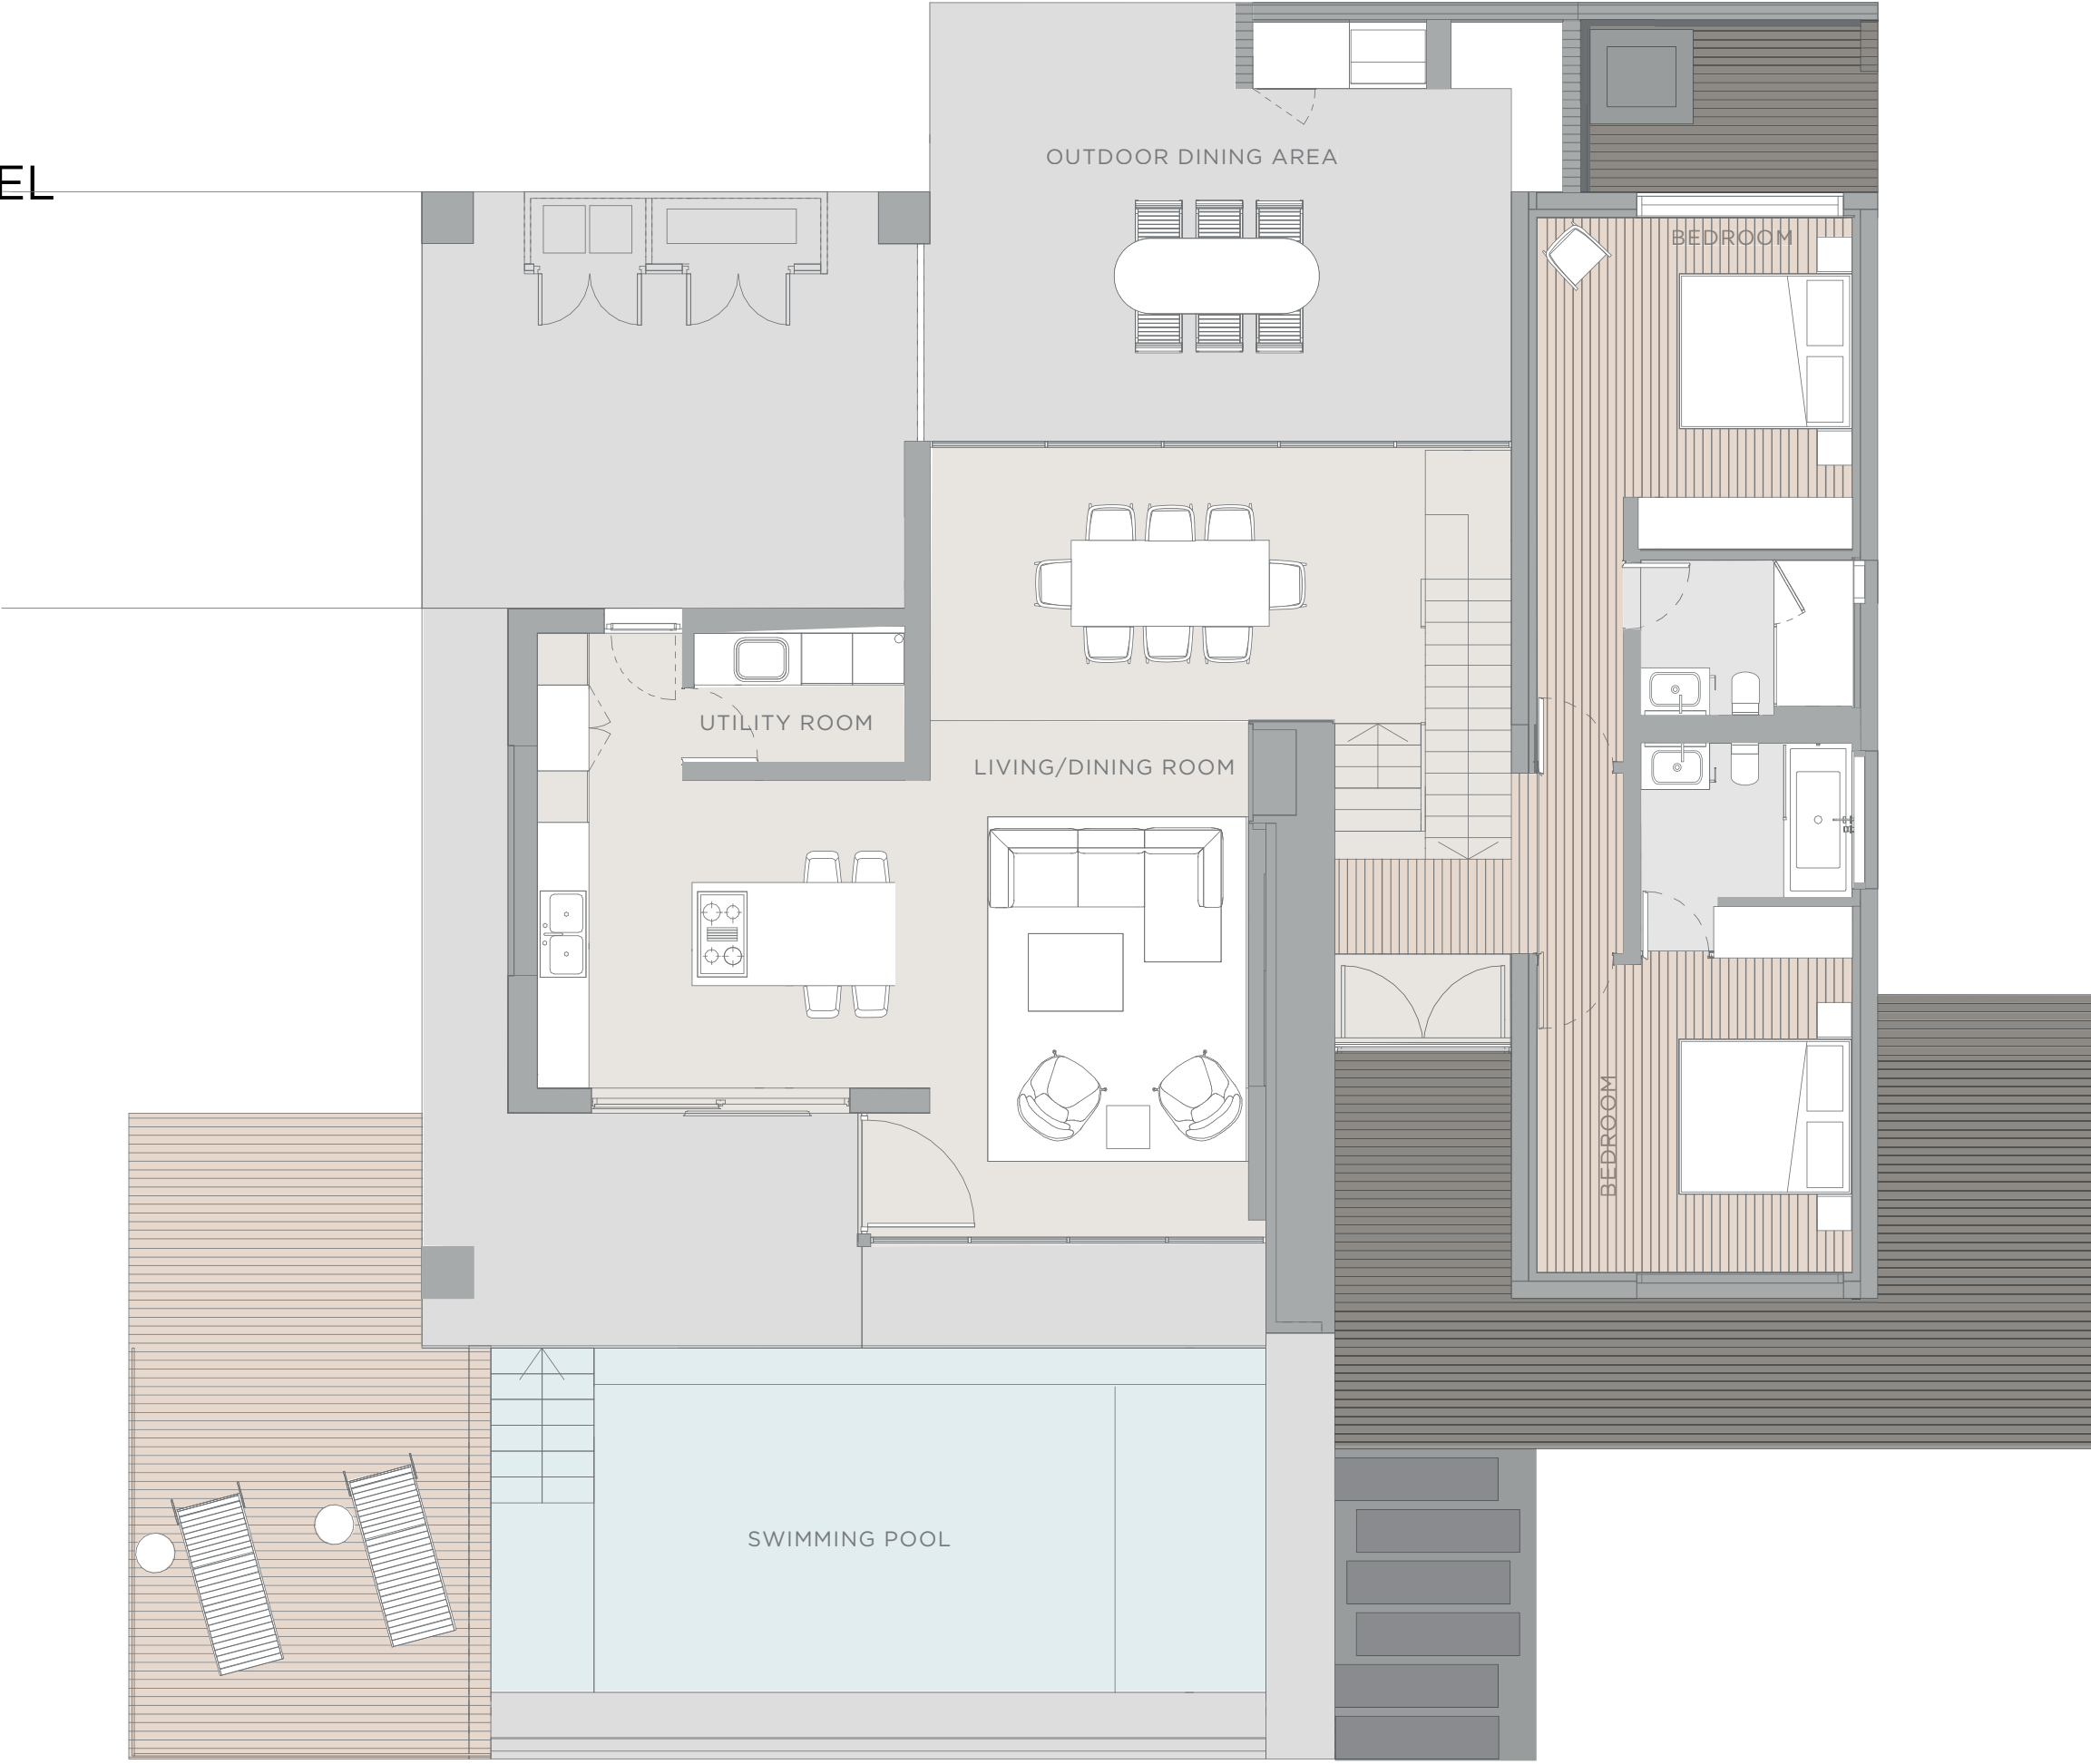 EL
OUTDOOR DINING AREA
BEDROOM
UTILITY ROOM
LIVING/DINING ROOM
BEDROOM
SWIMMING POOL